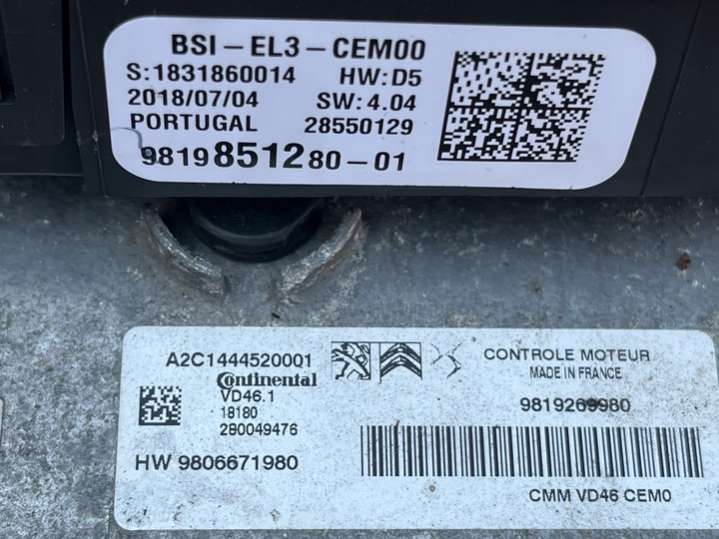 BSI-EL3-CEM00
S:1831860014 HW:D5
2018/07/04 SW:4.04
PORTUGAL 28550129
9819851280-01
A2C1444520001
Continental
VD46.1
18180
280049476
HW 9806671980
CONTROLE MOTEUR
MADE IN FRANCE
9819269980
CMM VD46 CEM0